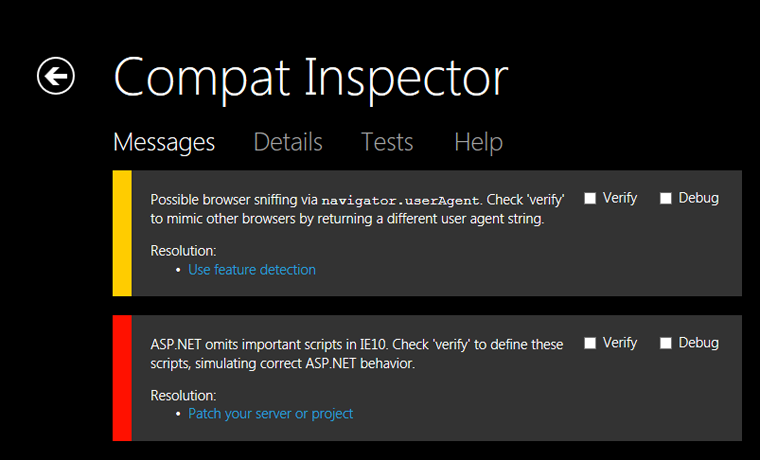 Compat Inspector
Messages Details Tests Help
Possible browser sniffing via navigator.userAgent. Check 'verify' Verify Debug
to mimic other browsers by returning a different user agent string.
Resolution:
• Use feature detection
ASP.NET omits important scripts in IE10. Check 'verify' to define these Verify Debug
scripts, simulating correct ASP.NET behavior.
Resolution:
• Patch your server or project